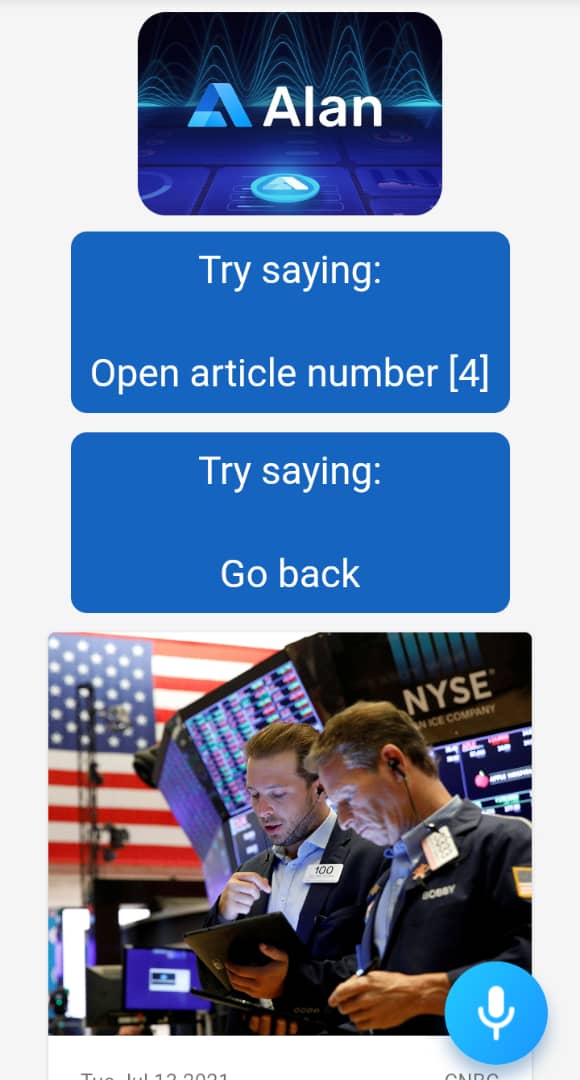 Alan
Try saying:
Open article number [4]
Try saying:
Go back
NYSE
AN ICE COMPANY
100
BOBBY
Tue Jul 13 2021
CNBC